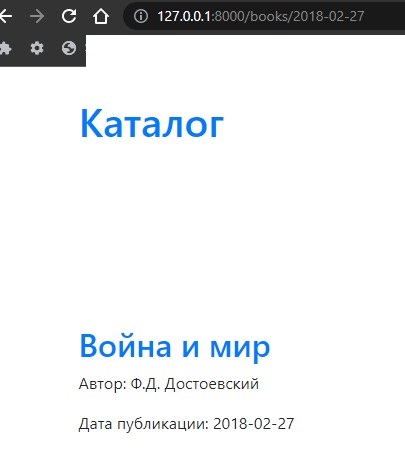 127.0.0.1:8000/books/2018-02-27
Каталог
Война и мир
Автор: Ф.Д. Достоевский
Дата публикации: 2018-02-27